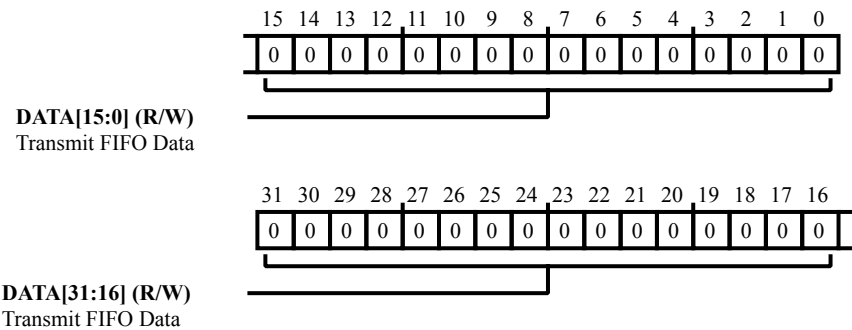 15 14 13 12 11 10 9 8 7 6 5 4 3 2 1 0
0 0 0 0 0 0 0 0 0 0 0 0 0 0 0 0
DATA[15:0] (R/W)
Transmit FIFO Data
31 30 29 28 27 26 25 24 23 22 21 20 19 18 17 16
0 0 0 0 0 0 0 0 0 0 0 0 0 0 0 0
DATA[31:16] (R/W)
Transmit FIFO Data